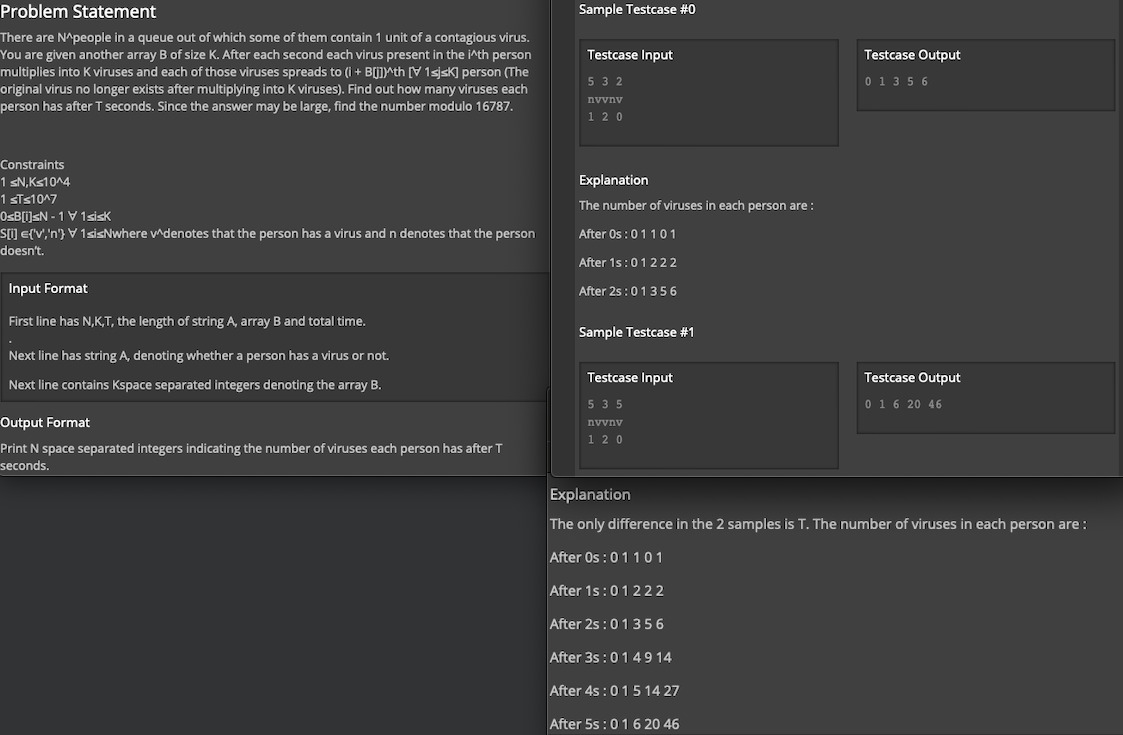 Problem Statement
There are N^people in a queue out of which some of them contain 1 unit of a contagious virus.
You are given another array B of size K. After each second each virus present in the i^th person
multiplies into K viruses and each of those viruses spreads to (i + B[j])^th [∀ 1≤j≤K] person (The
original virus no longer exists after multiplying into K viruses). Find out how many viruses each
person has after T seconds. Since the answer may be large, find the number modulo 16787.
Constraints
1 ≤N,K≤10^4
1 ≤T≤10^7
0≤B[i]≤N - 1 ∀ 1≤i≤K
S[i] ∈{'v','n'} ∀ 1≤i≤Nwhere v^denotes that the person has a virus and n denotes that the person
doesn't.
Input Format
First line has N,K,T, the length of string A, array B and total time.
.
Next line has string A, denoting whether a person has a virus or not.
Next line contains Kspace separated integers denoting the array B.
Output Format
Print N space separated integers indicating the number of viruses each person has after T
seconds.
Sample Testcase #0
Testcase Input
5 3 2
nvvnv
1 2 0
Testcase Output
0 1 3 5 6
Explanation
The number of viruses in each person are :
After 0s : 0 1 1 0 1
After 1s : 0 1 2 2 2
After 2s : 0 1 3 5 6
Sample Testcase #1
Testcase Input
5 3 5
nvvnv
1 2 0
Testcase Output
0 1 6 20 46
Explanation
The only difference in the 2 samples is T. The number of viruses in each person are :
After 0s : 0 1 1 0 1
After 1s : 0 1 2 2 2
After 2s : 0 1 3 5 6
After 3s : 0 1 4 9 14
After 4s : 0 1 5 14 27
After 5s : 0 1 6 20 46